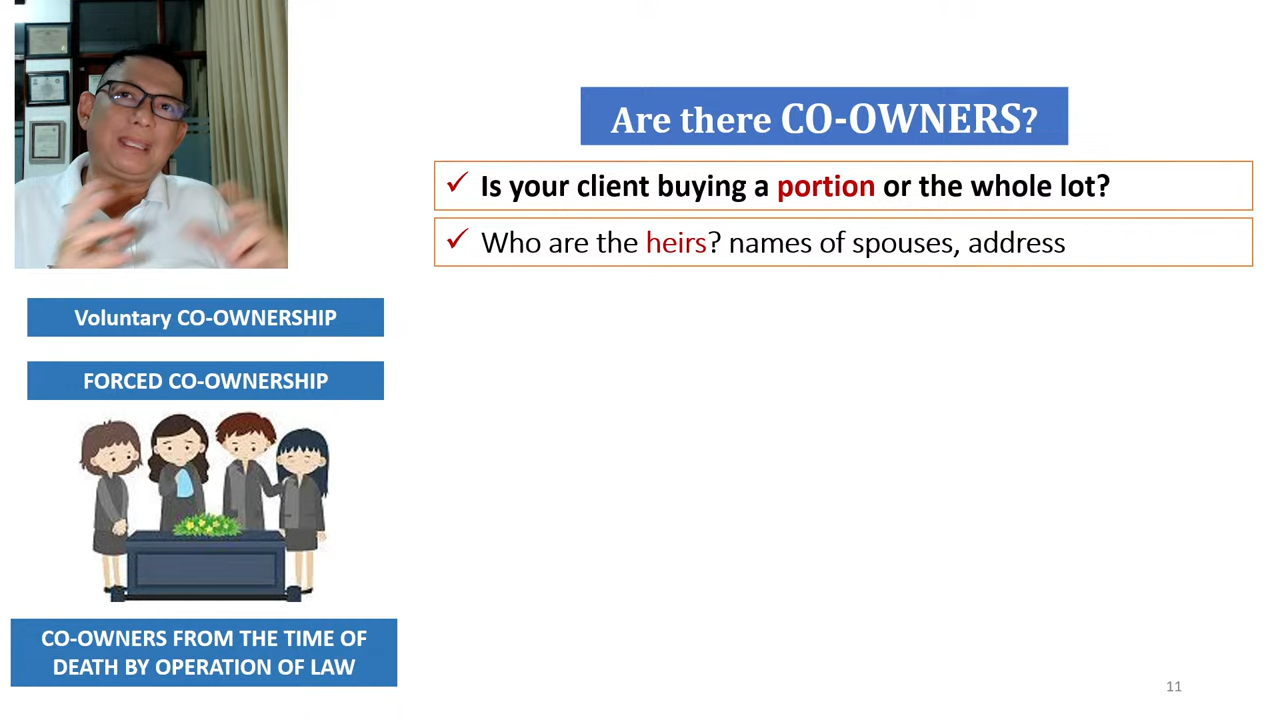 Are there CO-OWNERS?
✓ Is your client buying a portion or the whole lot?
✓ Who are the heirs? names of spouses, address
Voluntary CO-OWNERSHIP
FORCED CO-OWNERSHIP
CO-OWNERS FROM THE TIME OF
DEATH BY OPERATION OF LAW
11